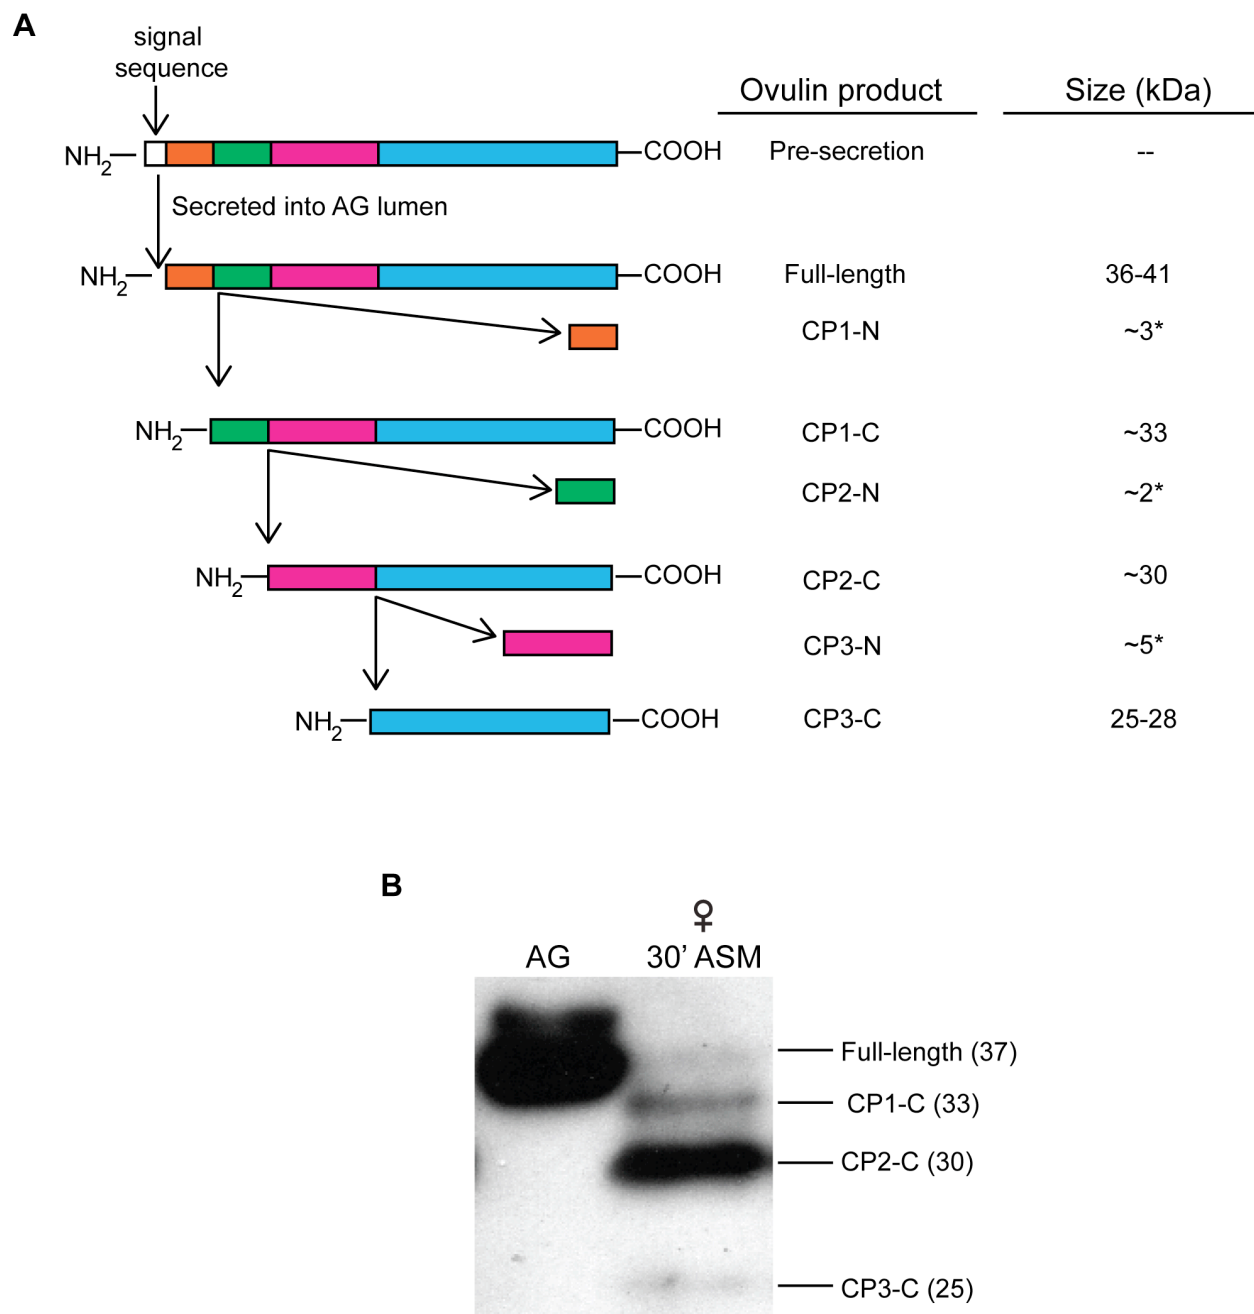 A
signal
sequence
Ovulin product Size (kDa)
NH2 COOH Pre-secretion --
Secreted into AG lumen
NH2 COOH Full-length 36-41
CP1-N ~3*
NH2 COOH CP1-C ~33
CP2-N ~2*
NH2 COOH CP2-C ~30
CP3-N ~5*
NH2 COOH CP3-C 25-28
B
♀
AG 30’ ASM
Full-length (37)
CP1-C (33)
CP2-C (30)
CP3-C (25)